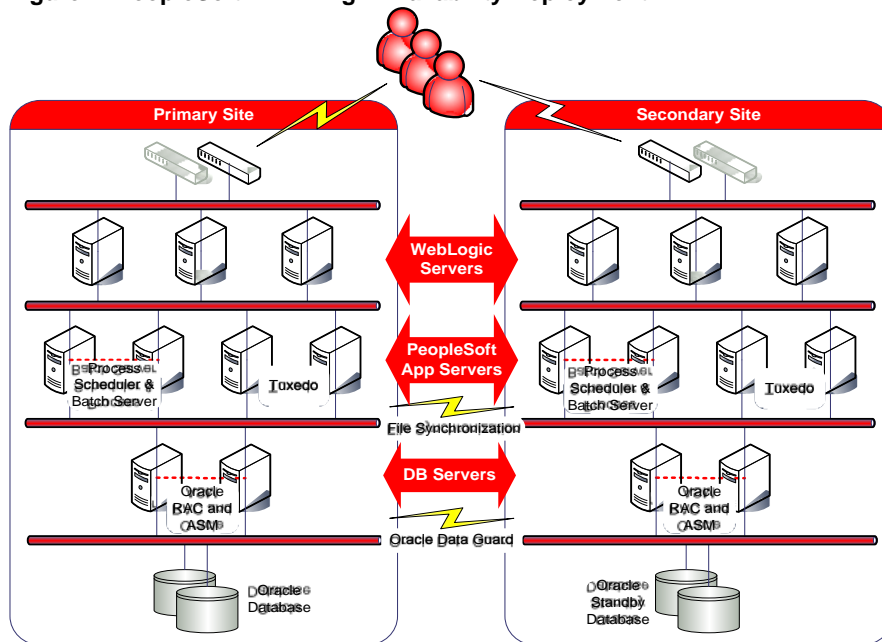 Primary Site
Secondary Site
WebLogic
Servers
PeopleSoft
App Servers
Process
Scheduler &
Batch Server
Tuxedo
Process
Scheduler &
Batch Server
Tuxedo
File Synchronization
DB Servers
Oracle
RAC and
ASM
Oracle
RAC and
ASM
Oracle Data Guard
Oracle
Database
Oracle
Standby
Database